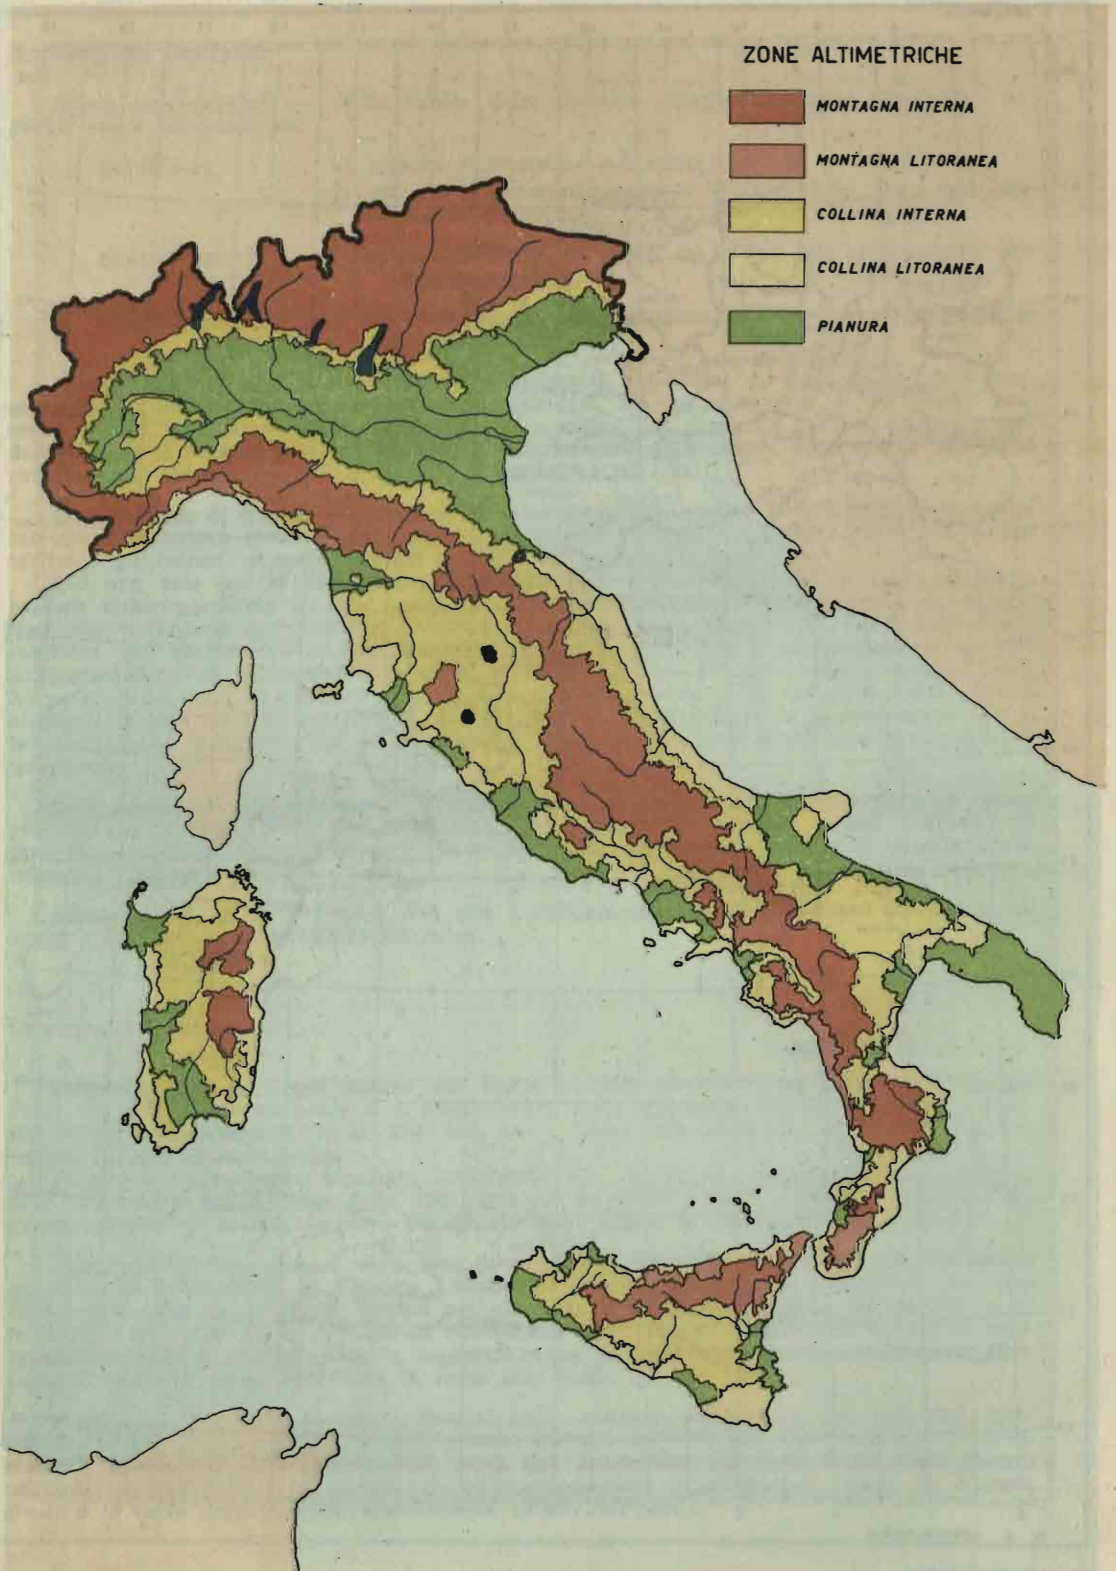 ZONE ALTIMETRICHE
MONTAGNA INTERNA
MONTAGNA LITORANEA
COLLINA INTERNA
COLLINA LITORANEA
PIANURA